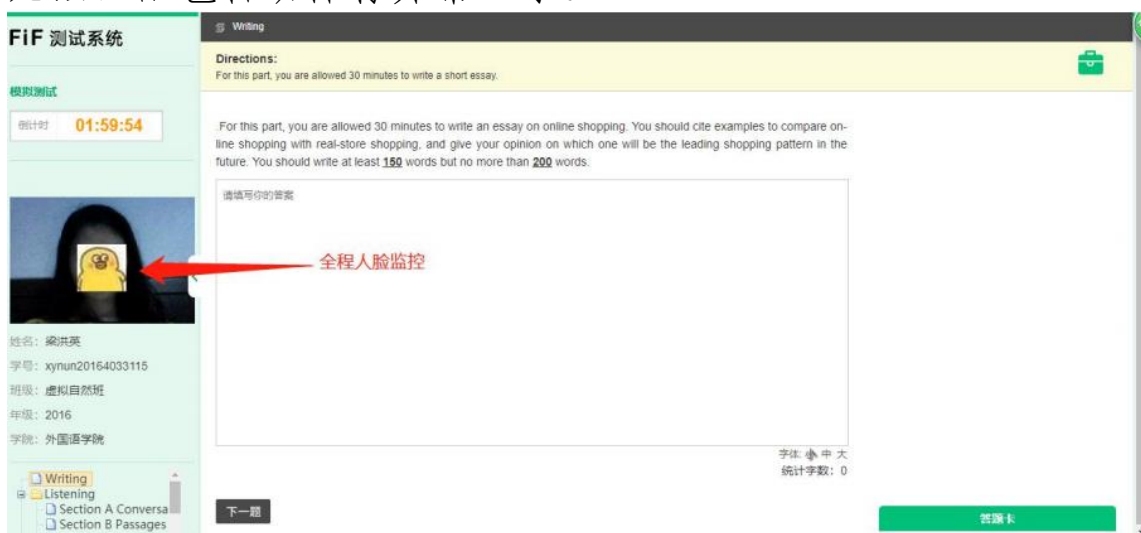 FiF 测试系统
模拟测试
倒计时 01:59:54
姓名：梁洪英
学号：xynun20164033115
班级：虚拟自然班
年级：2016
学院：外国语学院
Writing
Listening
Section A Conversa
Section B Passages
Writing
Directions:
For this part, you are allowed 30 minutes to write a short essay.
For this part, you are allowed 30 minutes to write an essay on online shopping. You should cite examples to compare on-
line shopping with real-store shopping, and give your opinion on which one will be the leading shopping pattern in the
future. You should write at least 150 words but no more than 200 words.
请填写你的答案
全程人脸监控
字体 小 中 大
统计字数：0
下一题
答题卡